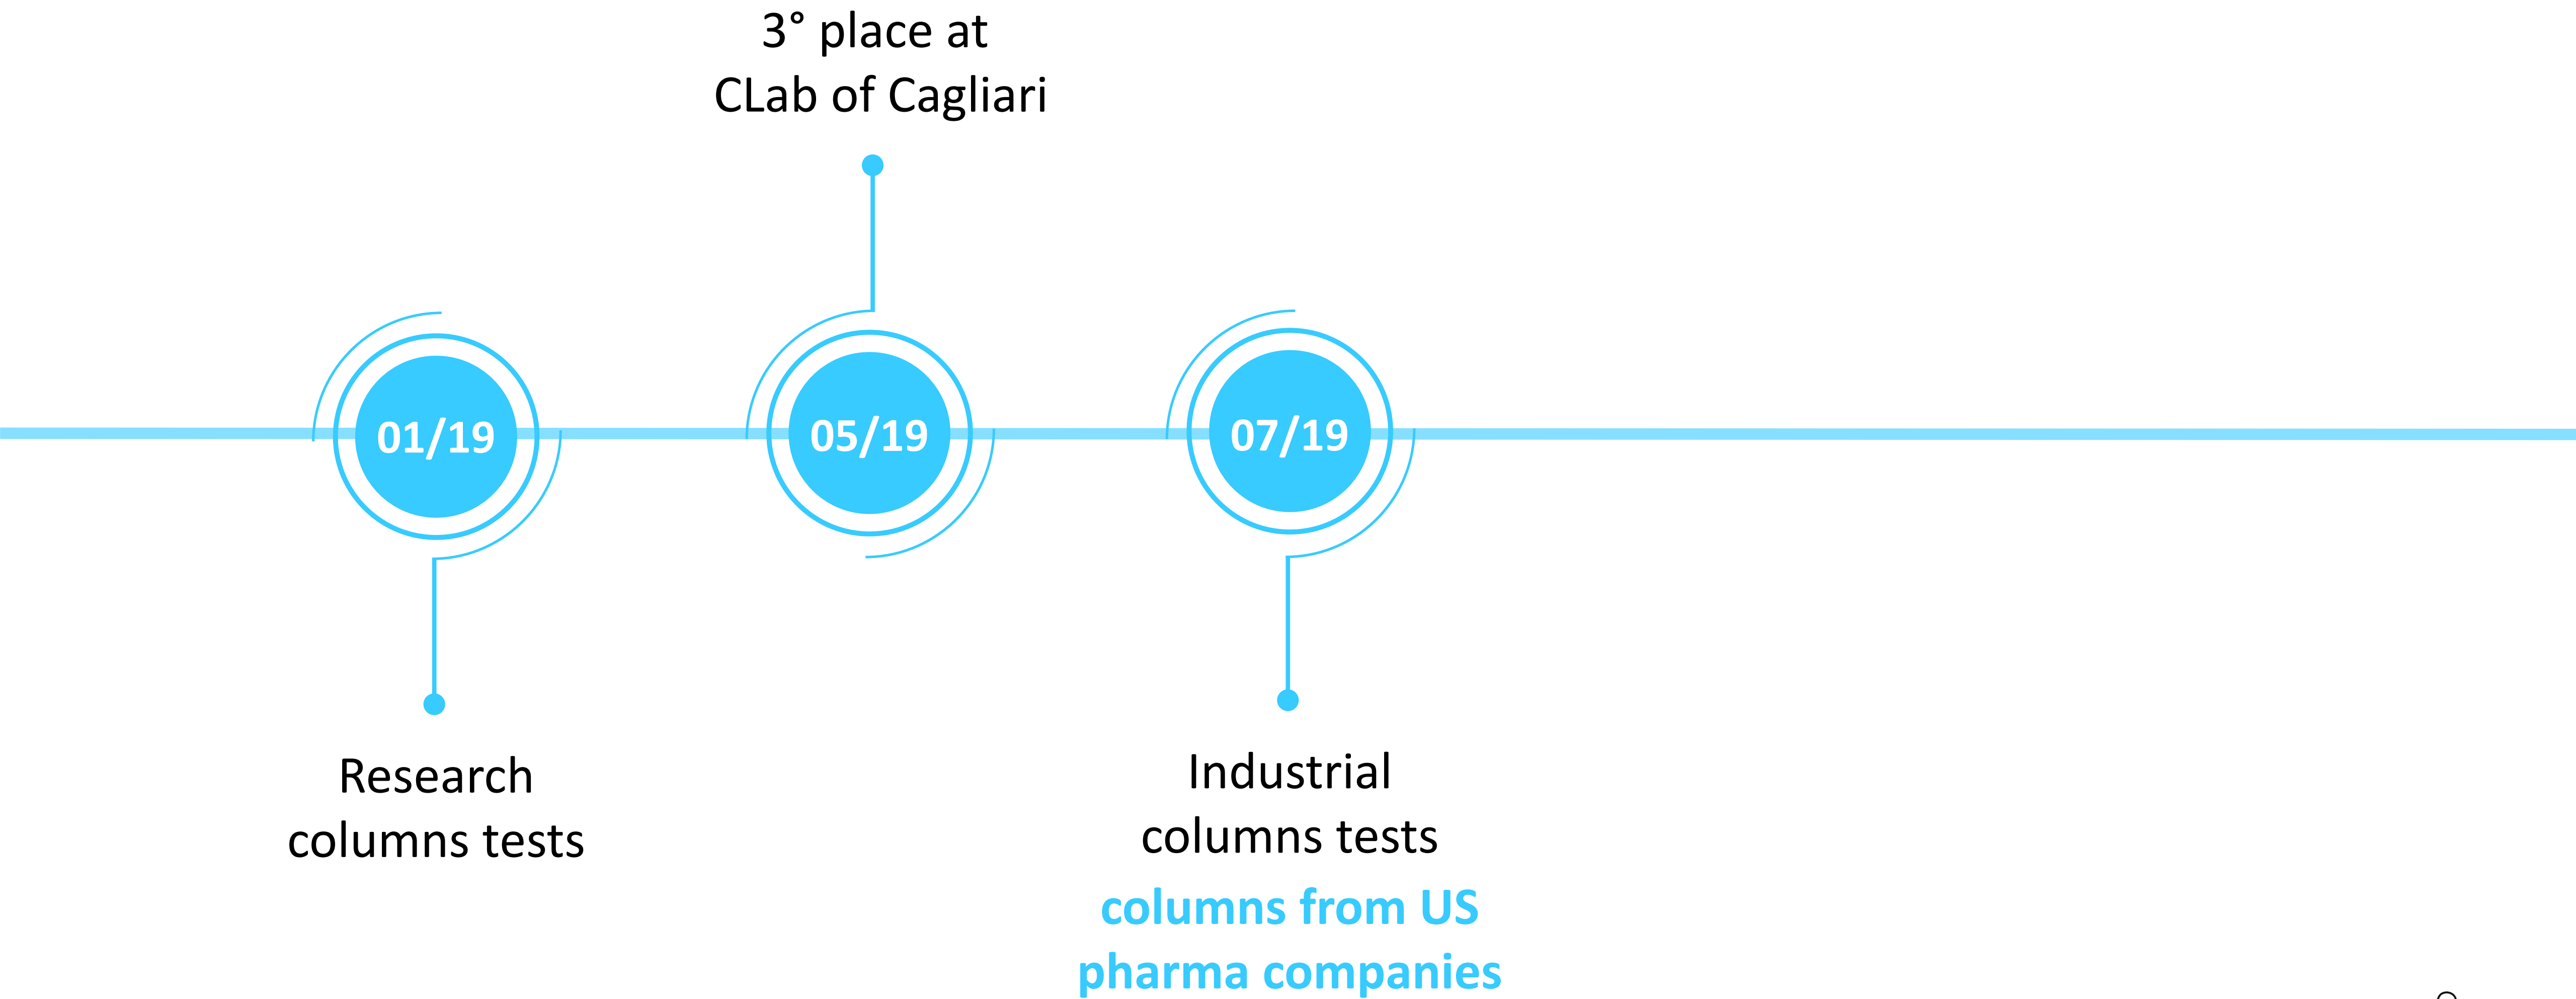 3° place at
CLab of Cagliari
01/19
05/19
07/19
Research
columns tests
Industrial
columns tests
columns from US
pharma companies